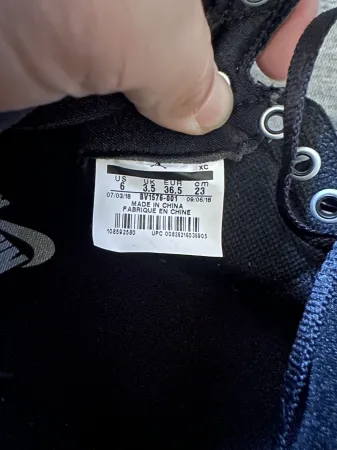 XC
US UK EUR cm
6 3.5 36.5 23
07/03/18 BV1576-001 09/06/18
MADE IN CHINA
FABRIQUE EN CHINE
108592580 UPC